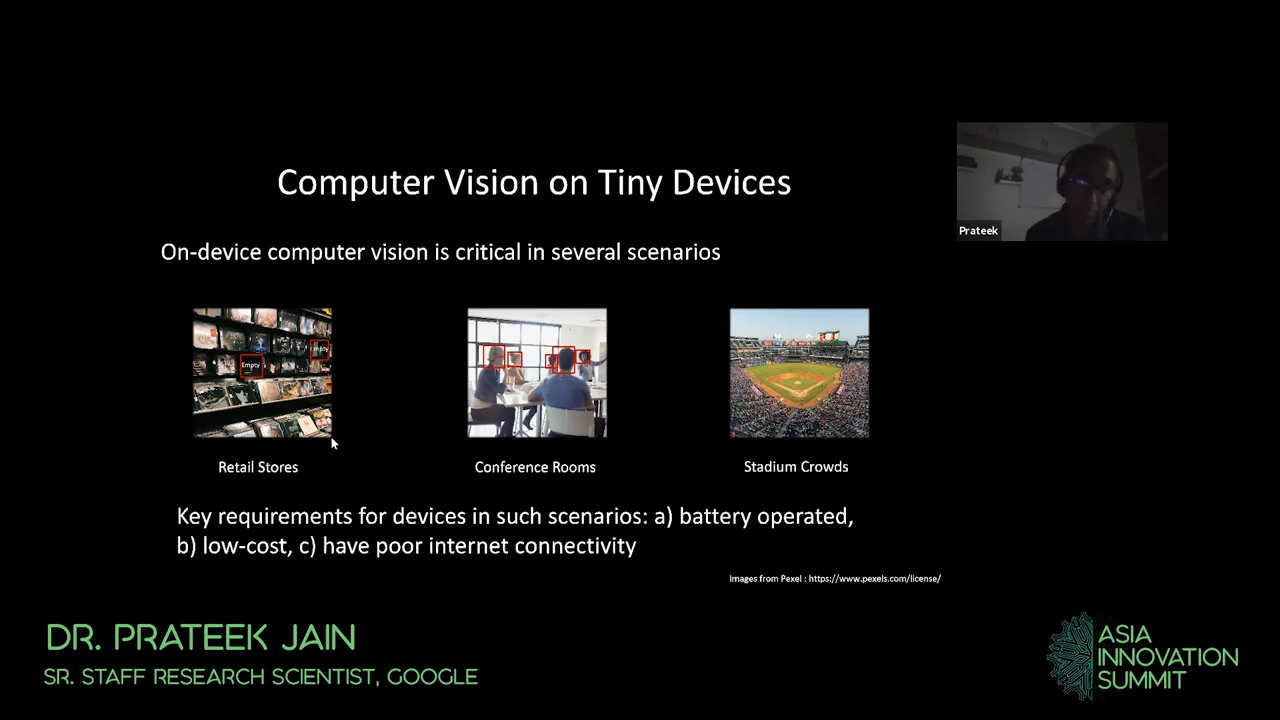 Computer Vision on Tiny Devices
Prateek
On-device computer vision is critical in several scenarios
Empty
Empty
Retail Stores
Conference Rooms
Stadium Crowds
Key requirements for devices in such scenarios: a) battery operated,
b) low-cost, c) have poor internet connectivity
Images from Pexel : https://www.pexels.com/license/
DR. PRATEEK JAIN
SR. STAFF RESEARCH SCIENTIST, GOOGLE
ASIA
INNOVATION
SUMMIT